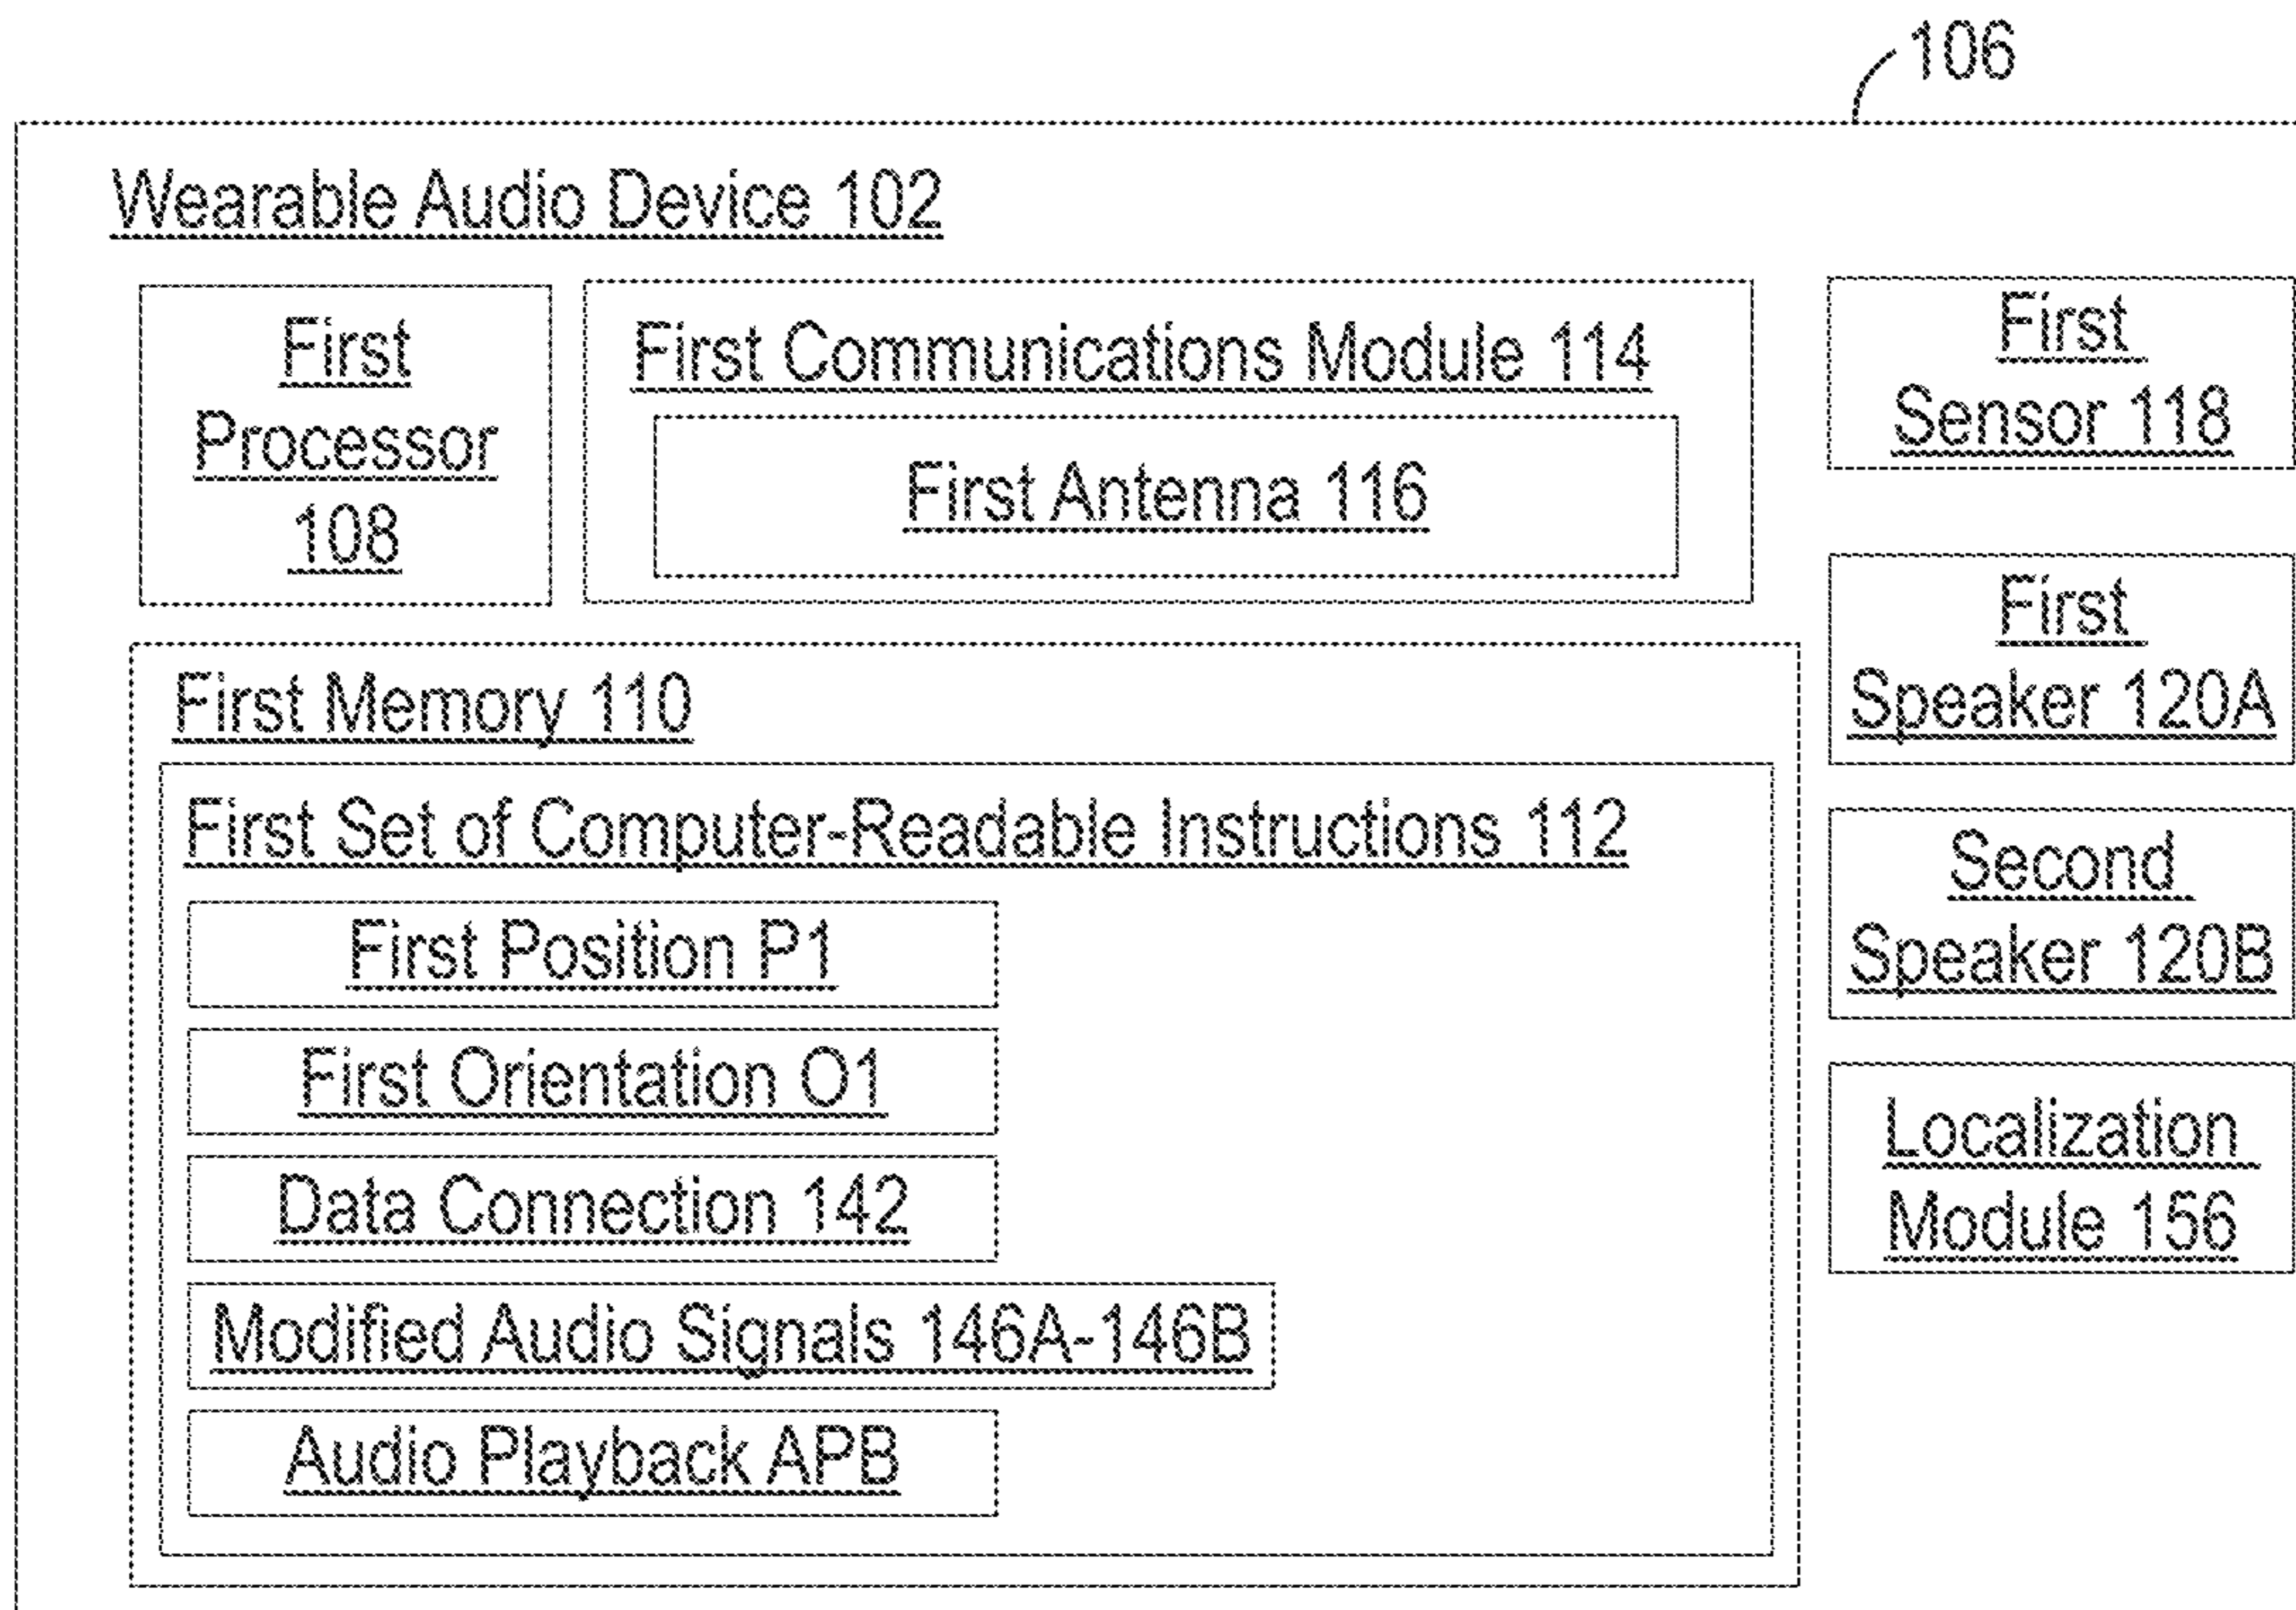 106
Wearable Audio Device 102
First
Processor
108
First Communications Module 114
First Antenna 116
First
Sensor 118
First
Speaker 120A
Second
Speaker 120B
Localization
Module 156
First Memory 110
First Set of Computer-Readable Instructions 112
First Position P1
First Orientation O1
Data Connection 142
Modified Audio Signals 146A-146B
Audio Playback APB